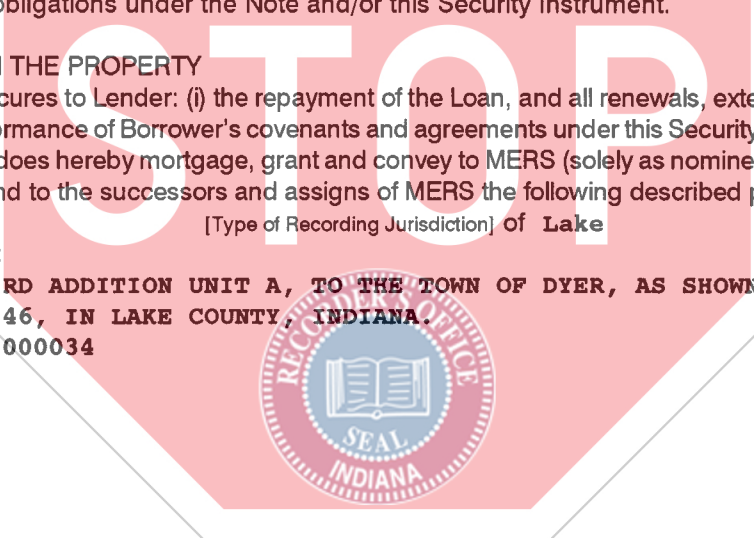 obligations under the Note and/or this Security Instrument.
THE PROPERTY
cures to Lender: (i) the repayment of the Loan, and all renewals, exte
ormance of Borrower's covenants and agreements under this Security
does hereby mortgage, grant and convey to MERS (solely as nomine
nd to the successors and assigns of MERS the following described p
[Type of Recording Jurisdiction] of Lake
:
RD ADDITION UNIT A, TO THE TOWN OF DYER, AS SHOWN
46, IN LAKE COUNTY, INDIANA.
000034
STOP
RECORDER'S OFFICE
SEAL
INDIANA